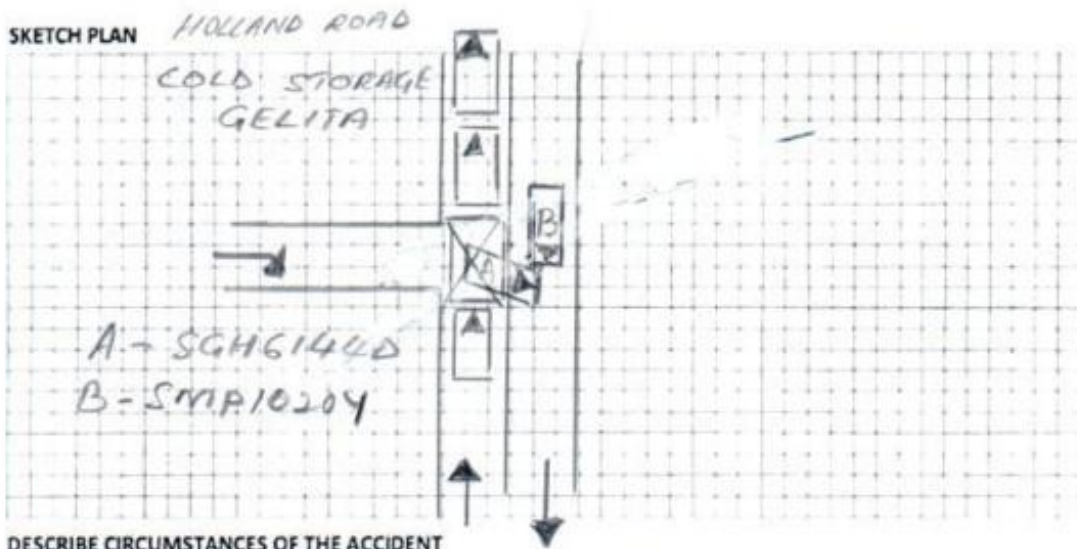 SKETCH PLAN HOLLAND ROAD
COLD STORAGE
GELITA
B
A
A - SGH6144D
B - SMP1020Y
DESCRIBE CIRCUMSTANCES OF THE ACCIDENT